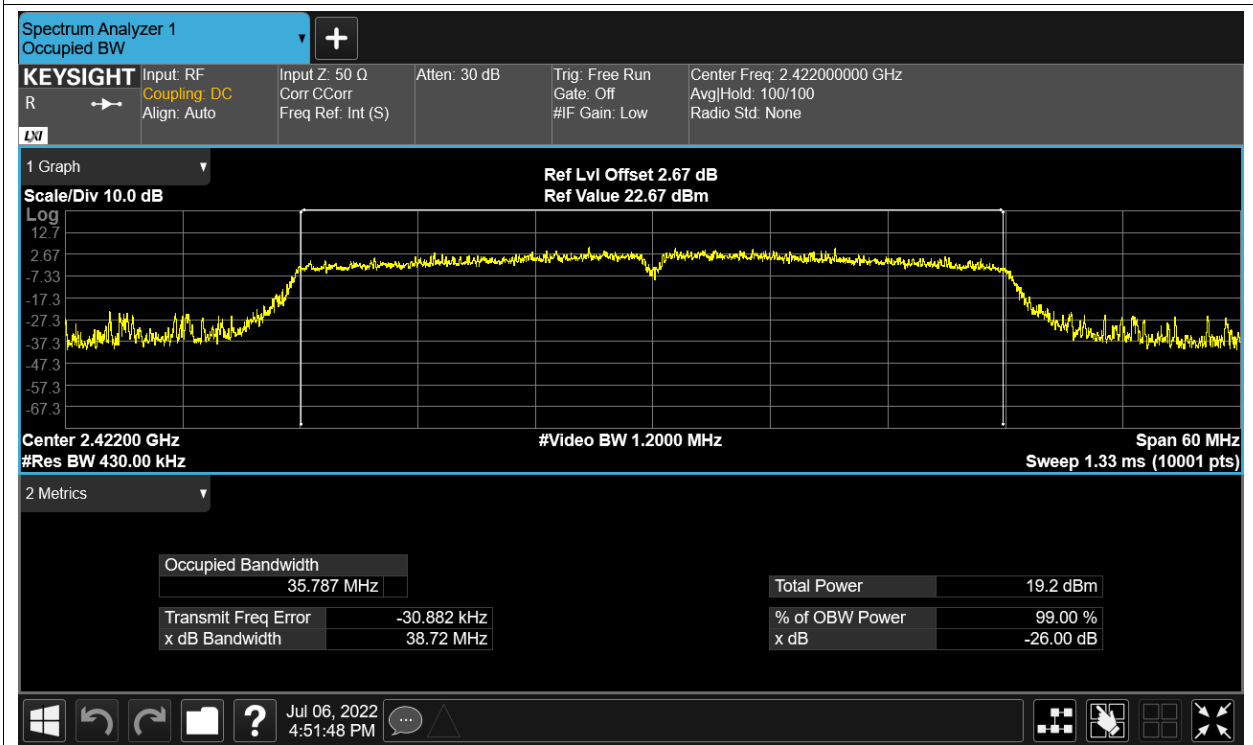 Spectrum Analyzer 1
Occupied BW
KEYSIGHT
R
LXI
Input: RF
Coupling: DC
Align: Auto
Input Z: 50 Ω
Corr CCorr
Freq Ref: Int (S)
Atten: 30 dB
Trig: Free Run
Gate: Off
#IF Gain: Low
Center Freq: 2.422000000 GHz
Avg|Hold: 100/100
Radio Std: None
1 Graph
Scale/Div 10.0 dB
Ref Lvl Offset 2.67 dB
Ref Value 22.67 dBm
Log
12.7
2.67
-7.33
-17.3
-27.3
-37.3
-47.3
-57.3
-67.3
Center 2.42200 GHz
#Res BW 430.00 kHz
#Video BW 1.2000 MHz
Span 60 MHz
Sweep 1.33 ms (10001 pts)
2 Metrics
Occupied Bandwidth
35.787 MHz
Transmit Freq Error -30.882 kHz
x dB Bandwidth 38.72 MHz
Total Power 19.2 dBm
% of OBW Power 99.00 %
x dB -26.00 dB
?
Jul 06, 2022
4:51:48 PM